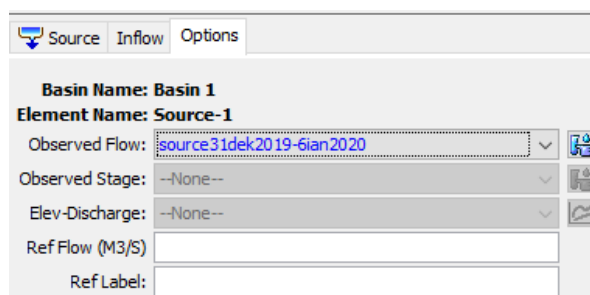 Source Inflow Options
Basin Name: Basin 1
Element Name: Source-1
Observed Flow: source31dek2019-6ian2020
Observed Stage: --None--
Elev-Discharge: --None--
Ref Flow (M3/S)
Ref Label: